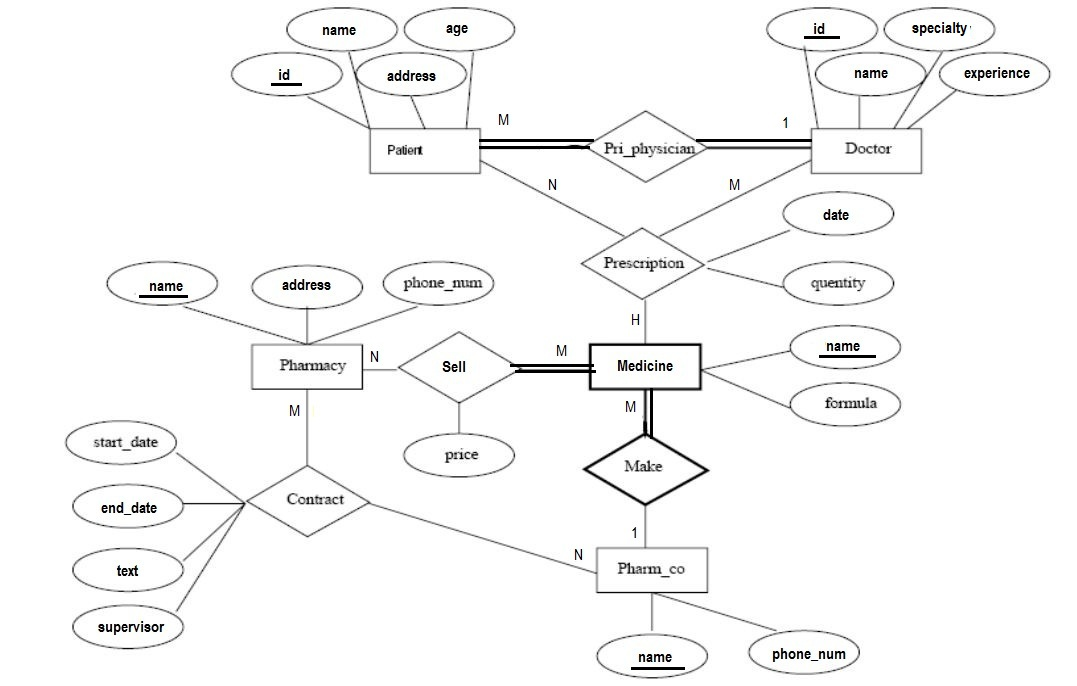 name
age
id
specialty
id
address
name
experience
M
1
Patient
Pri_physician
Doctor
N
M
date
Prescription
name
address
phone_num
quentity
H
N
M
name
Pharmacy
Sell
Medicine
M
M
formula
start_date
price
Make
end_date
Contract
1
N
text
Pharm_co
supervisor
name
phone_num